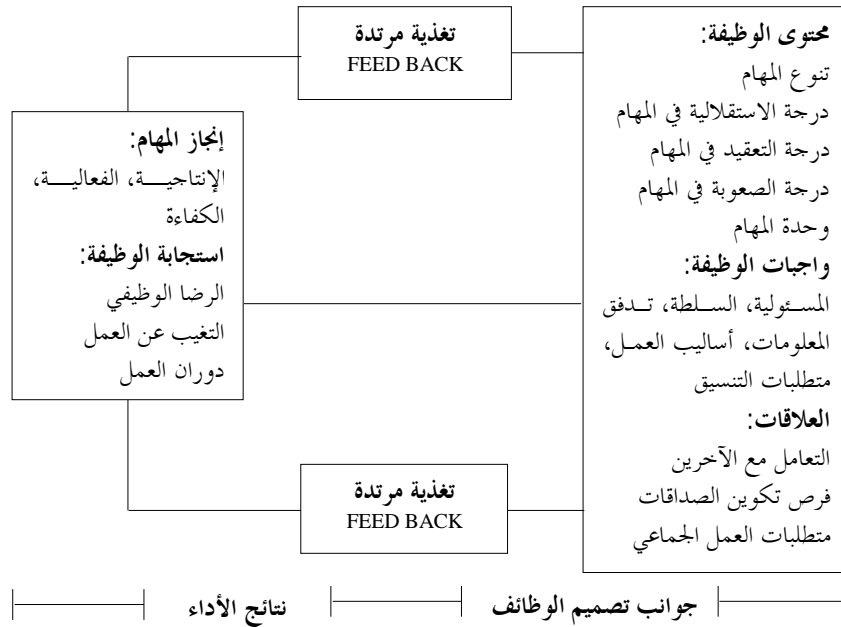 تغذية مرتدة
FEED BACK
محتوى الوظيفة:
تنوع المهام
درجة الاستقلالية في المهام
درجة التعقيد في المهام
درجة الصعوبة في المهام
وحدة المهام
واجبات الوظيفة:
المسئولية، السلطة، تدفق
المعلومات، أساليب العمل،
متطلبات التنسيق
العلاقات:
التعامل مع الآخرين
فرص تكوين الصداقات
متطلبات العمل الجماعي
إنجاز المهام:
الإنتاجية، الفعالية،
الكفاءة
استجابة الوظيفة:
الرضا الوظيفي
التغيب عن العمل
دوران العمل
تغذية مرتدة
FEED BACK
جوانب تصميم الوظائف
نتائج الأداء